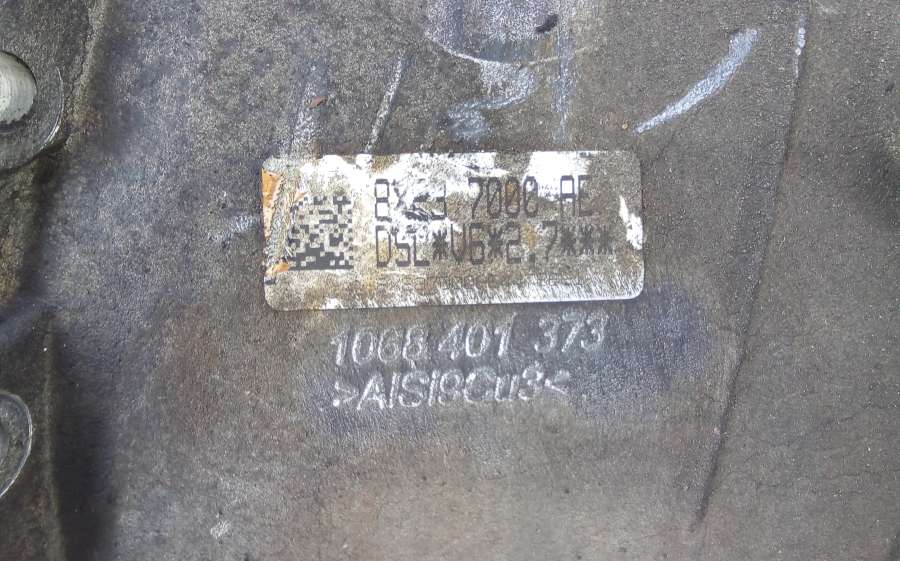 8X23 7000 AE
DSL*V6*2.7***
1068 401 373
>AlSi9Cu3<